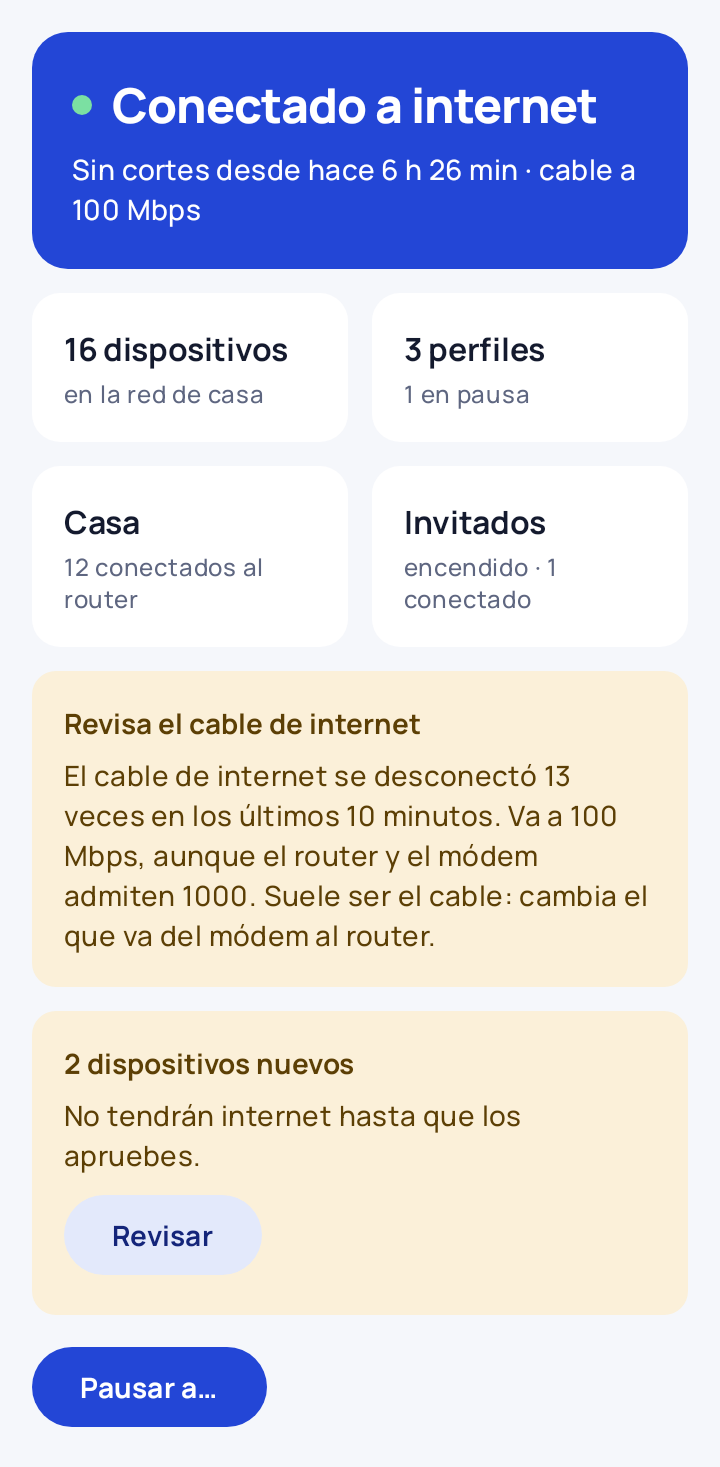 Conectado a internet
Sin cortes desde hace 6 h 26 min · cable a
100 Mbps
16 dispositivos
en la red de casa
3 perfiles
1 en pausa
Casa
12 conectados al
router
Invitados
encendido · 1
conectado
Revisa el cable de internet
El cable de internet se desconectó 13
veces en los últimos 10 minutos. Va a 100
Mbps, aunque el router y el módem
admiten 1000. Suele ser el cable: cambia el
que va del módem al router.
2 dispositivos nuevos
No tendrán internet hasta que los
apruebes.
Revisar
Pausar a…